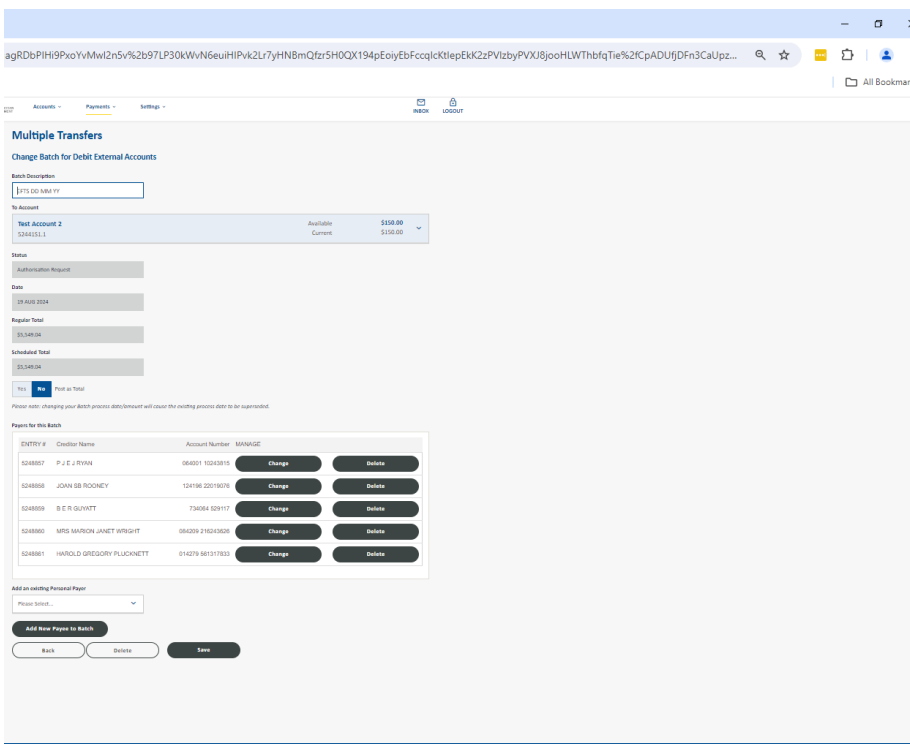 agRDbPIHi9PxoYvMwI2n5v%2b97LP30kWvN6euiHIPvk2Lr7yHNBmQfzr5H0QX194pEoiyEbFccqIcKtIepEkK2zPVIzbyPVXJ8jooHLWThbfqTie%2fCpADUfjDFn3CaUpz...
All Bookmar
Accounts Payments Settings INBOX LOGOUT
Multiple Transfers
Change Batch for Debit External Accounts
Batch Description
EFTS DD MM YY
To Account
Test Account 2 Available $150.00
5244151.1 Current $150.00
Status
Authorisation Request
Date
19 AUG 2024
Regular Total
$5,549.04
Scheduled Total
$5,549.04
Yes No Post as Total
Please note: changing your Batch process date/amount will cause the existing process date to be superseded.
Payers for this Batch
ENTRY # Creditor Name Account Number MANAGE
5248857 P J E J RYAN 064001 10243815 Change Delete
5248858 JOAN SB ROONEY 124196 22019076 Change Delete
5248859 B E R GUYATT 734084 529117 Change Delete
5248860 MRS MARION JANET WRIGHT 084209 216243626 Change Delete
5248861 HAROLD GREGORY PLUCKNETT 014279 561317833 Change Delete
Add an existing Personal Payor
Please Select...
Add New Payee to Batch
Back Delete Save